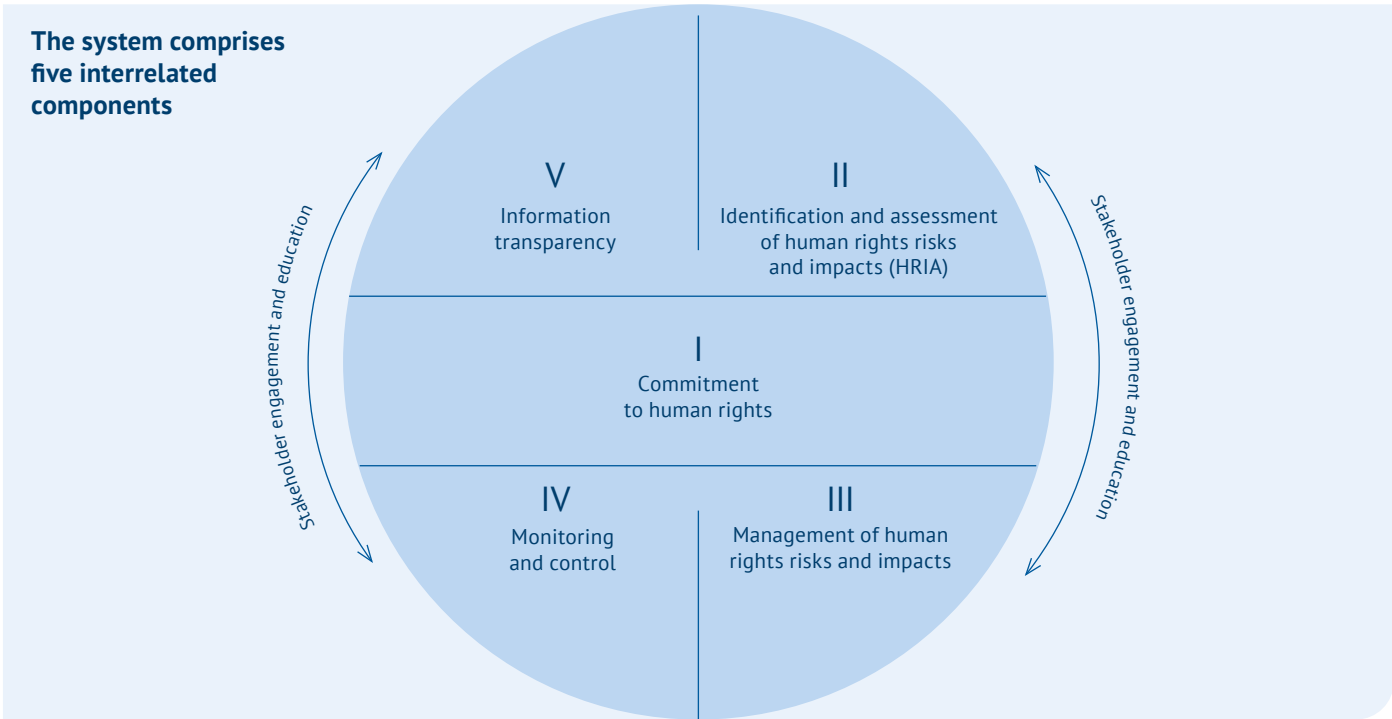 The system comprises
five interrelated
components
V
Information
transparency
II
Identification and assessment
of human rights risks
and impacts (HRIA)
Stakeholder engagement and education
Stakeholder engagement and education
I
Commitment
to human rights
IV
Monitoring
and control
III
Management of human
rights risks and impacts